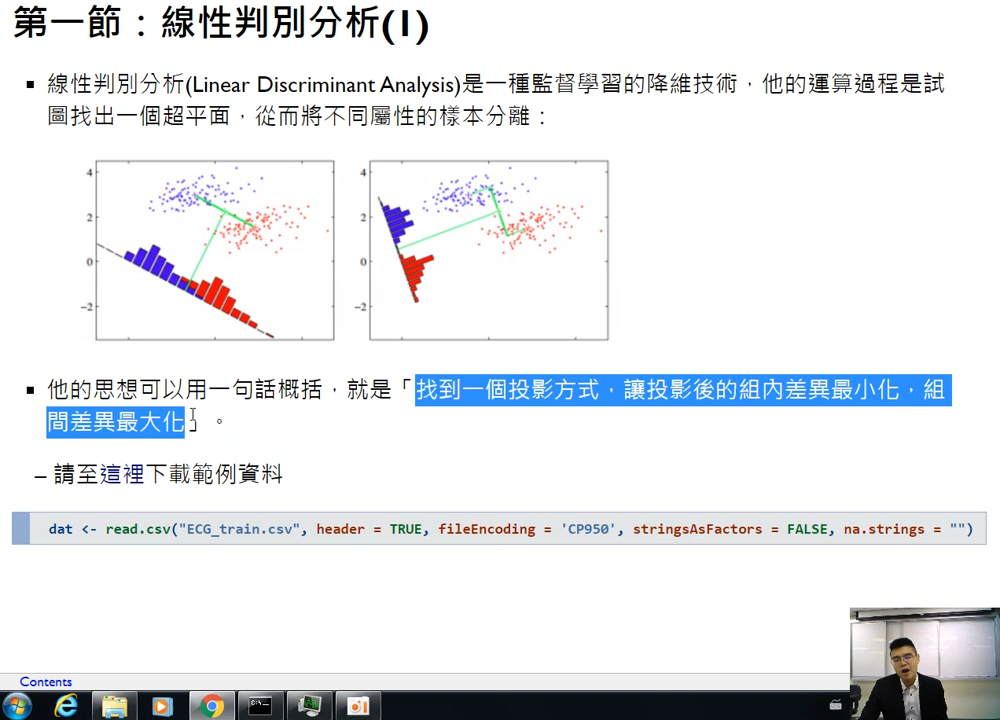 第一節：線性判別分析(1)
▪ 線性判別分析(Linear Discriminant Analysis)是一種監督學習的降維技術，他的運算過程是試
圖找出一個超平面，從而將不同屬性的樣本分離：
4
2
0
−2
4
2
0
−2
▪ 他的思想可以用一句話概括，就是「找到一個投影方式，讓投影後的組內差異最小化，組
間差異最大化」。
– 請至這裡下載範例資料
dat <- read.csv("ECG_train.csv", header = TRUE, fileEncoding = 'CP950', stringsAsFactors = FALSE, na.strings = "")
Contents